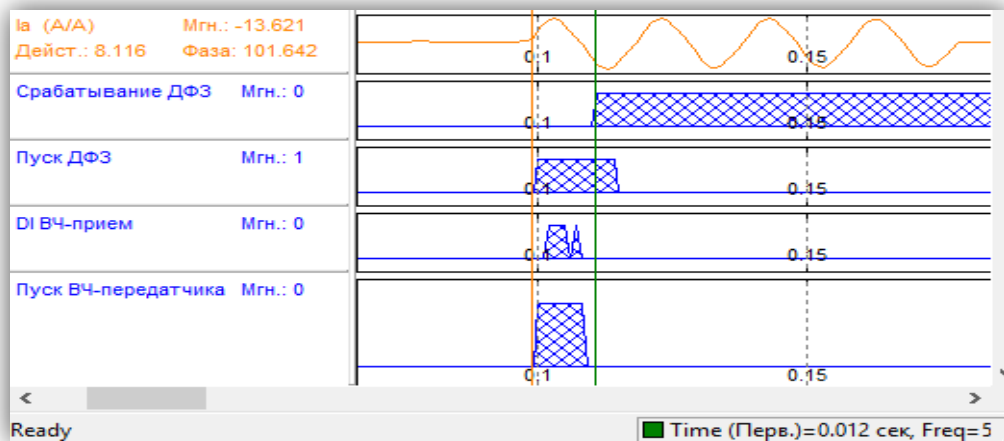 Ia (A/A) Мгн.: -13.621
Дейст.: 8.116 Фаза: 101.642
0.1 0.15
Срабатывание ДФЗ Мгн.: 0
0.1 0.15
Пуск ДФЗ Мгн.: 1
0.1 0.15
DI ВЧ-прием Мгн.: 0
0.1 0.15
Пуск ВЧ-передатчика Мгн.: 0
0.1 0.15
Ready Time (Перв.)=0.012 сек, Freq=5